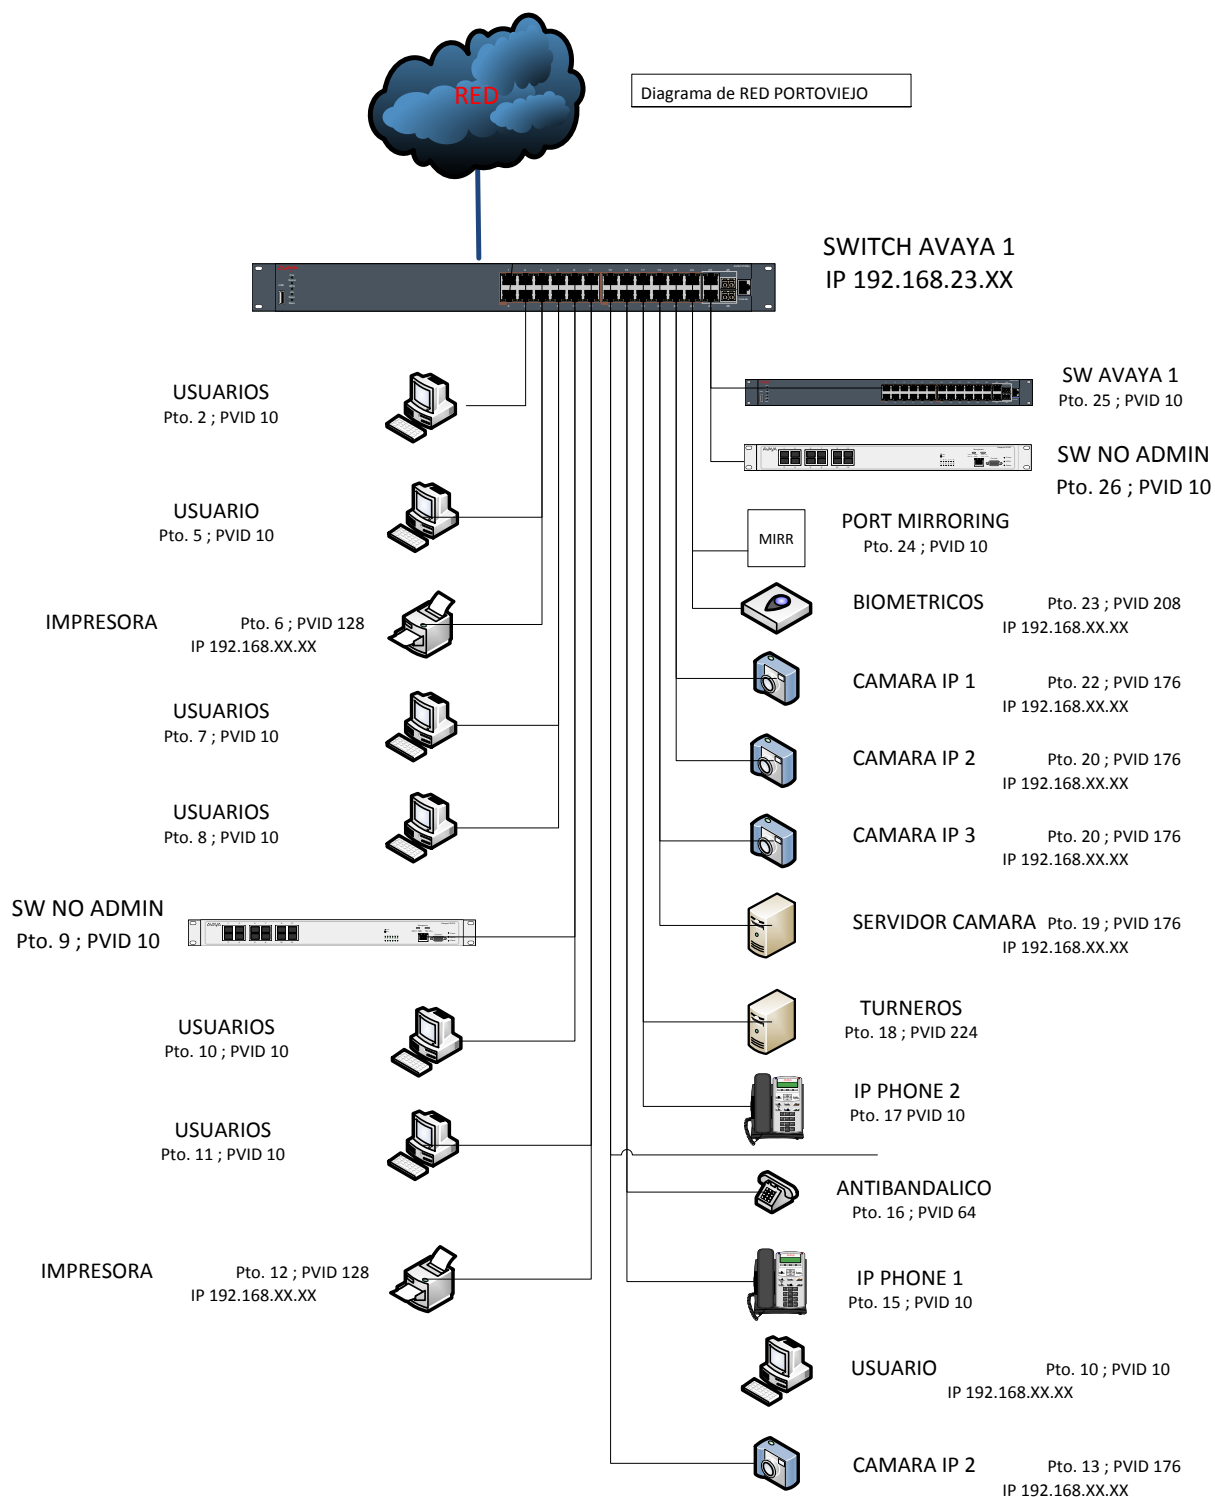 RED
Diagrama de RED PORTOVIEJO
SWITCH AVAYA 1
IP 192.168.23.XX
USUARIOS
Pto. 2 ; PVID 10
USUARIO
Pto. 5 ; PVID 10
IMPRESORA
Pto. 6 ; PVID 128
IP 192.168.XX.XX
USUARIOS
Pto. 7 ; PVID 10
USUARIOS
Pto. 8 ; PVID 10
SW NO ADMIN
Pto. 9 ; PVID 10
USUARIOS
Pto. 10 ; PVID 10
USUARIOS
Pto. 11 ; PVID 10
IMPRESORA
Pto. 12 ; PVID 128
IP 192.168.XX.XX
SW AVAYA 1
Pto. 25 ; PVID 10
SW NO ADMIN
Pto. 26 ; PVID 10
MIRR
PORT MIRRORING
Pto. 24 ; PVID 10
BIOMETRICOS
Pto. 23 ; PVID 208
IP 192.168.XX.XX
CAMARA IP 1
Pto. 22 ; PVID 176
IP 192.168.XX.XX
CAMARA IP 2
Pto. 20 ; PVID 176
IP 192.168.XX.XX
CAMARA IP 3
Pto. 20 ; PVID 176
IP 192.168.XX.XX
SERVIDOR CAMARA
Pto. 19 ; PVID 176
IP 192.168.XX.XX
TURNEROS
Pto. 18 ; PVID 224
IP PHONE 2
Pto. 17 PVID 10
ANTIBANDALICO
Pto. 16 ; PVID 64
IP PHONE 1
Pto. 15 ; PVID 10
USUARIO
Pto. 10 ; PVID 10
IP 192.168.XX.XX
CAMARA IP 2
Pto. 13 ; PVID 176
IP 192.168.XX.XX